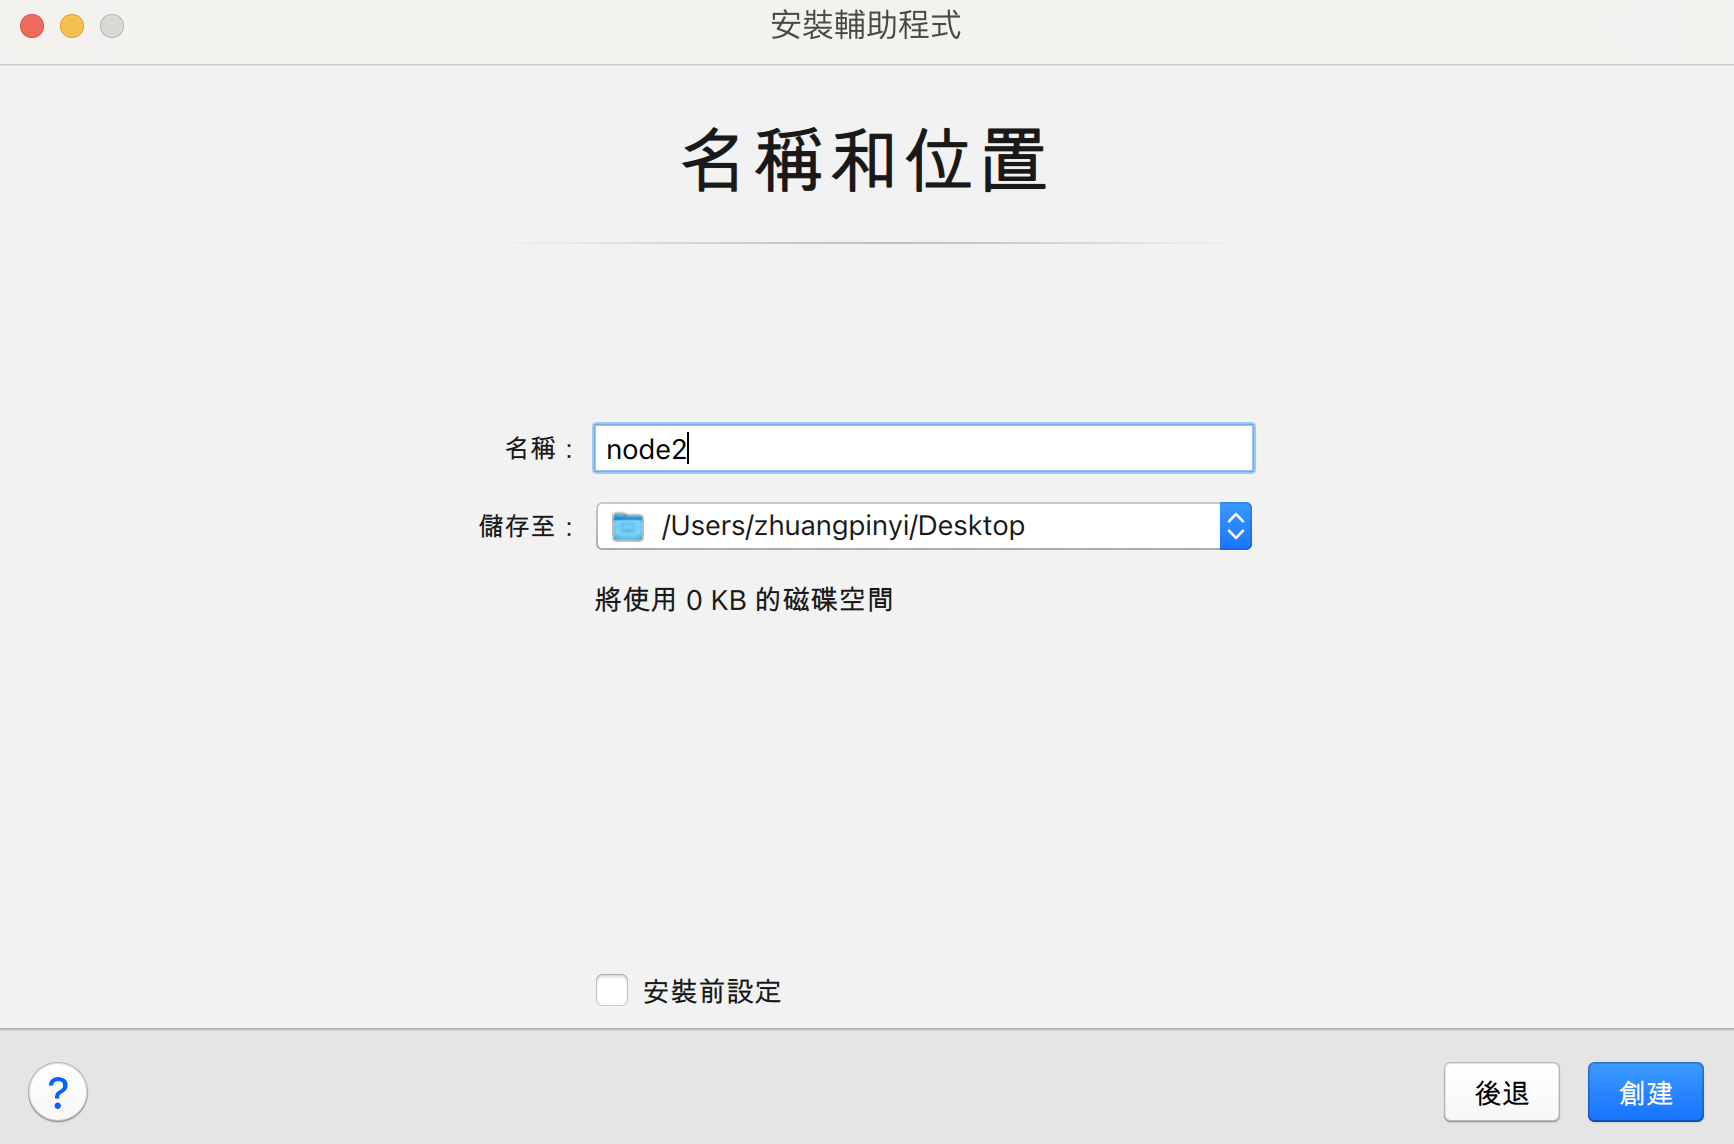 安裝輔助程式
名稱和位置
名稱：node2
儲存至：/Users/zhuangpinyi/Desktop
將使用 0 KB 的磁碟空間
安裝前設定
? 後退 創建